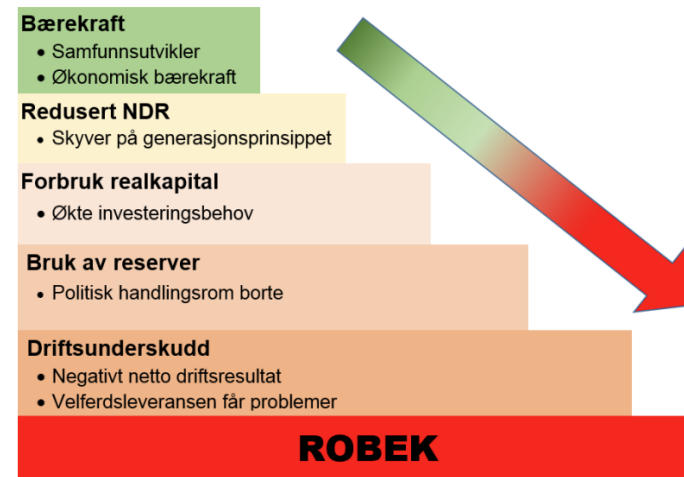 Bærekraft
• Samfunnsutvikler
• Økonomisk bærekraft
Redusert NDR
• Skyver på generasjonsprinsippet
Forbruk realkapital
• Økte investeringsbehov
Bruk av reserver
• Politisk handlingsrom borte
Driftsunderskudd
• Negativt netto driftsresultat
• Velferdsleveransen får problemer
ROBEK